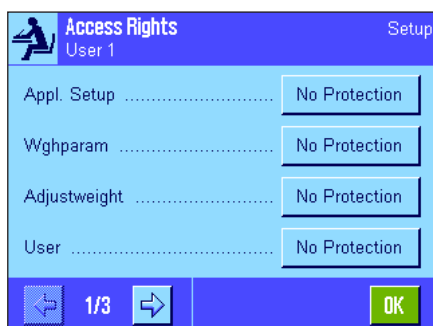 Access Rights Setup
User 1
Appl. Setup .......................... No Protection
Wghparam .......................... No Protection
Adjustweight ....................... No Protection
User .................................. No Protection
1/3 OK